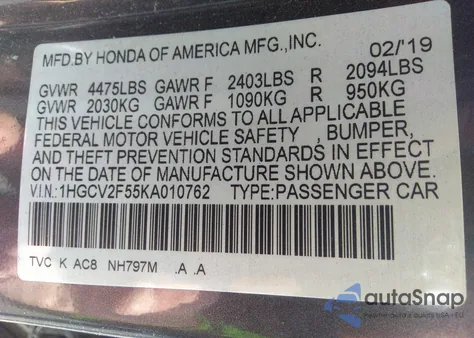 MFD.BY HONDA OF AMERICA MFG.,INC. 02/'19
GVWR 4475LBS GAWR F 2403LBS R 2094LBS
GVWR 2030KG GAWR F 1090KG R 950KG
THIS VEHICLE CONFORMS TO ALL APPLICABLE
FEDERAL MOTOR VEHICLE SAFETY , BUMPER,
AND THEFT PREVENTION STANDARDS IN EFFECT
ON THE DATE OF MANUFACTURE SHOWN ABOVE.
V.I.N.:1HGCV2F55KA010762 TYPE:PASSENGER CAR
TVC K AC8 NH797M .A .A
autoSnap